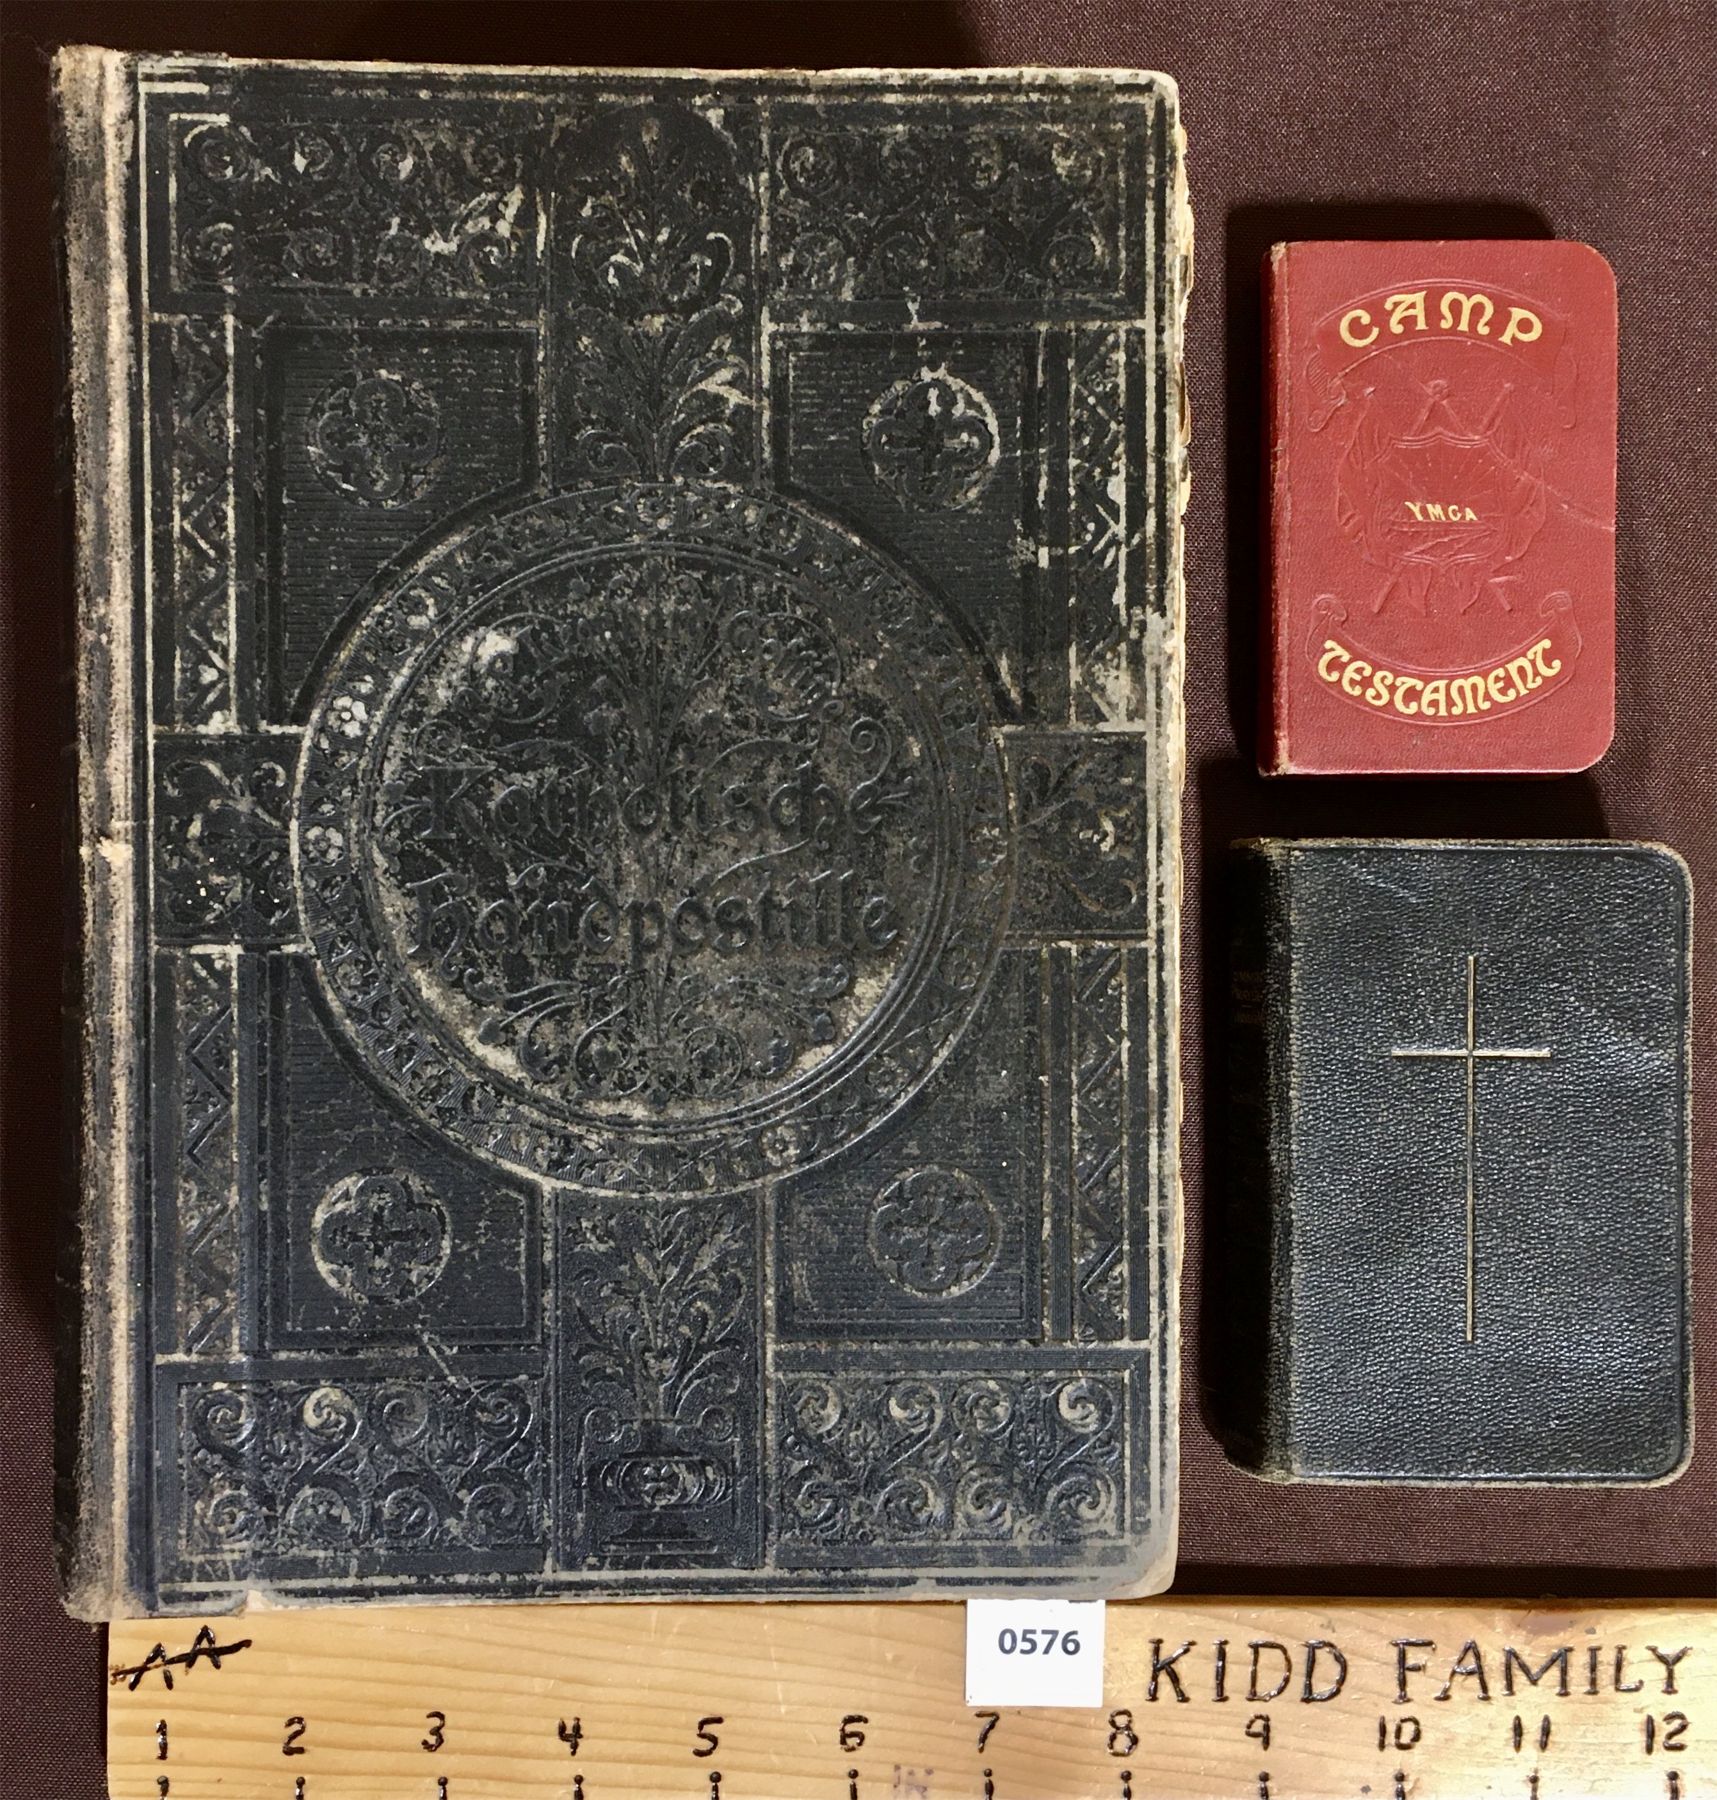 Katholische
Handpostille
CAMP
YMCA
TESTAMENT
0576
KIDD FAMILY
1 2 3 4 5 6 7 8 9 10 11 12
IN